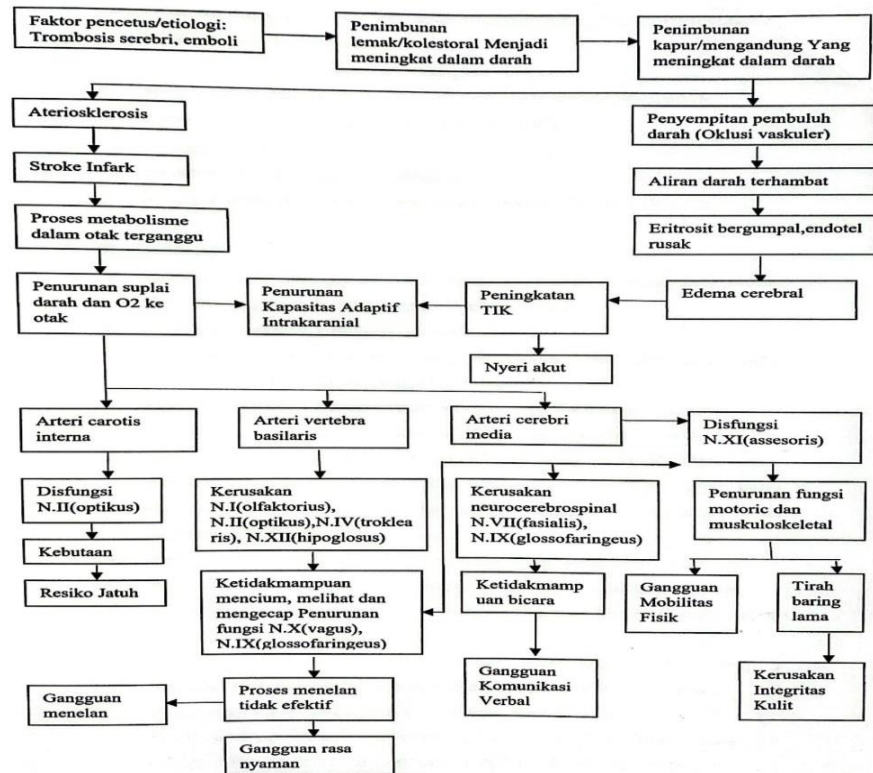 Faktor pencetus/etiologi:
Trombosis serebri, emboli
Penimbunan
lemak/kolestoral Menjadi
meningkat dalam darah
Penimbunan
kapur/mengandung Yang
meningkat dalam darah
Ateriosklerosis
Penyempitan pembuluh
darah (Oklusi vaskuler)
Stroke Infark
Aliran darah terhambat
Proses metabolisme
dalam otak terganggu
Eritrosit bergumpal,endotel
rusak
Penurunan suplai
darah dan O2 ke
otak
Penurunan
Kapasitas Adaptif
Intrakaranial
Peningkatan
TIK
Edema cerebral
Nyeri akut
Arteri carotis
interna
Arteri vertebra
basilaris
Arteri cerebri
media
Disfungsi
N.XI(assesoris)
Disfungsi
N.II(optikus)
Kerusakan
N.I(olfaktorius),
N.II(optikus),N.IV(troklea
ris), N.XII(hipoglosus)
Kerusakan
neurocerebrospinal
N.VII(fasialis),
N.IX(glossofaringeus)
Penurunan fungsi
motoric dan
muskuloskeletal
Kebutaan
Resiko Jatuh
Ketidakmampuan
mencium, melihat dan
mengecap Penurunan
fungsi N.X(vagus),
N.IX(glossofaringeus)
Ketidakmamp
uan bicara
Gangguan
Mobilitas
Fisik
Tirah
baring
lama
Gangguan
menelan
Proses menelan
tidak efektif
Gangguan
Komunikasi
Verbal
Kerusakan
Integritas
Kulit
Gangguan rasa
nyaman